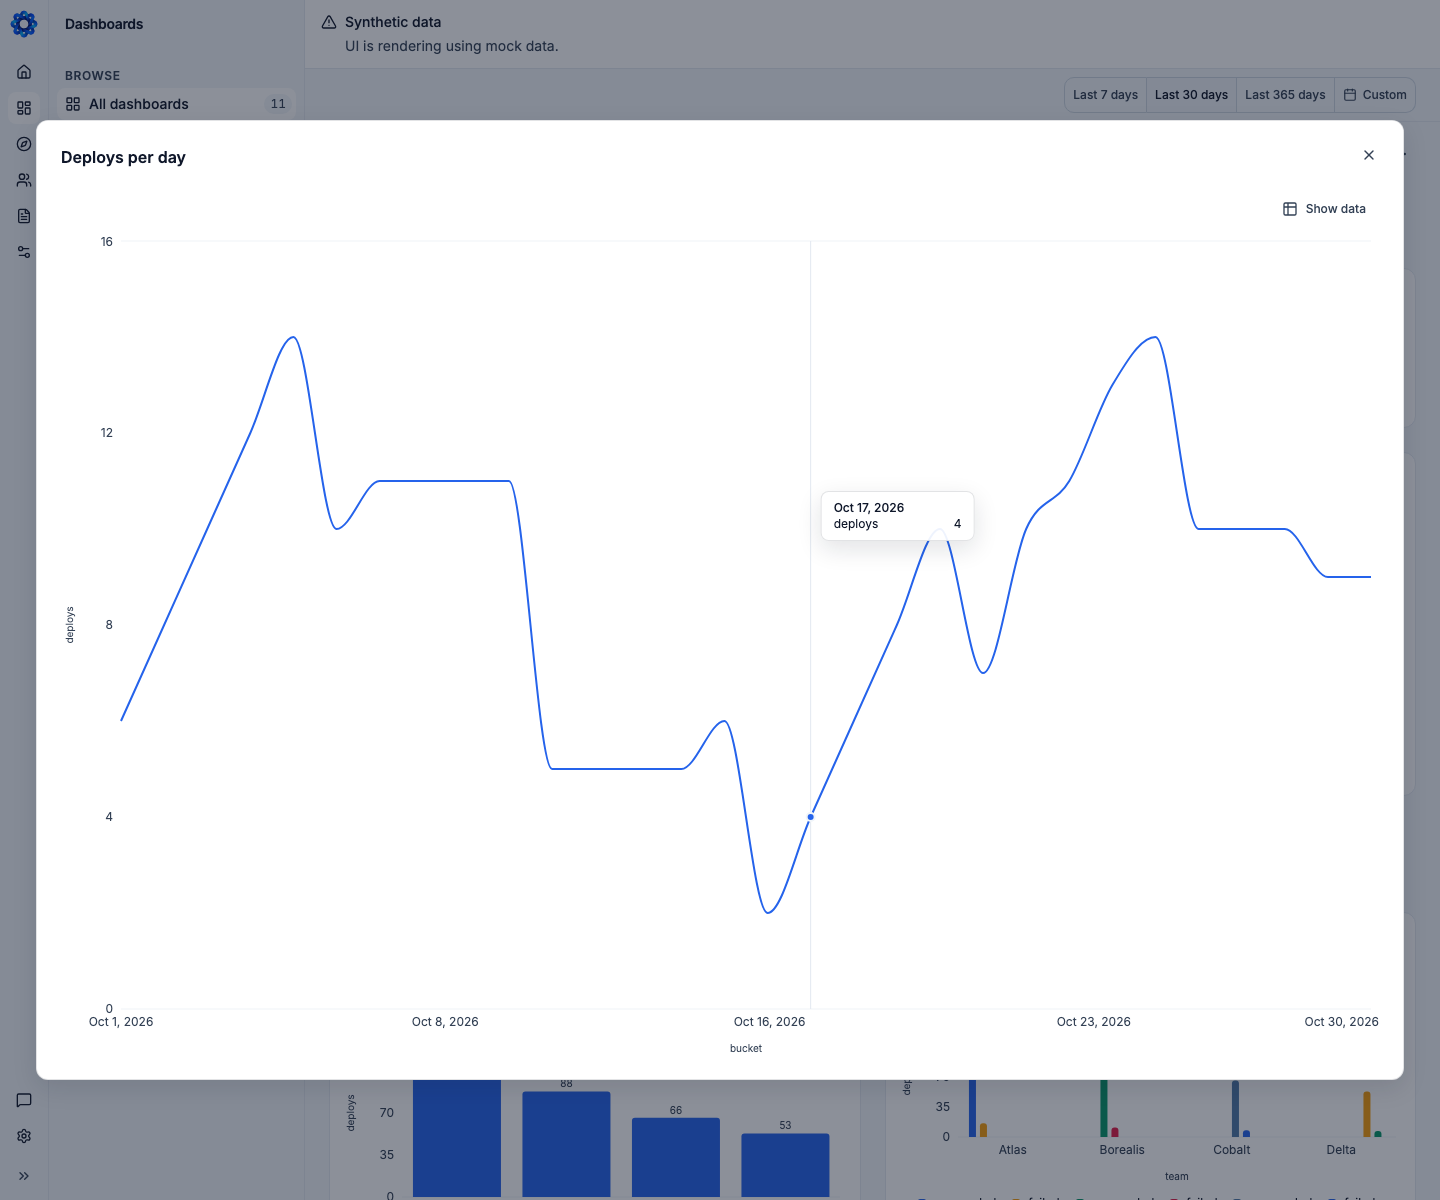 Dashboards
Synthetic data
UI is rendering using mock data.
BROWSE
All dashboards 11
Last 7 days Last 30 days Last 365 days Custom
Deploys per day
Show data
16
12
8
4
0
deploys
Oct 17, 2026
deploys 4
Oct 1, 2026 Oct 8, 2026 Oct 16, 2026 Oct 23, 2026 Oct 30, 2026
bucket
deploys
70
35
0
88
66
53
35
0
Atlas Borealis Cobalt Delta
team